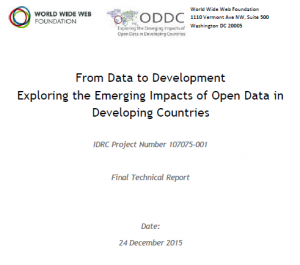 WORLD WIDE WEB
FOUNDATION
ODDC
Exploring the Emerging Impacts of
Open Data in Developing Countries
World Wide Web Foundation
1110 Vermont Ave NW, Suite 500
Washington DC 20005
From Data to Development
Exploring the Emerging Impacts of Open Data in
Developing Countries
IDRC Project Number 107075-001
Final Technical Report
Date:
24 December 2015